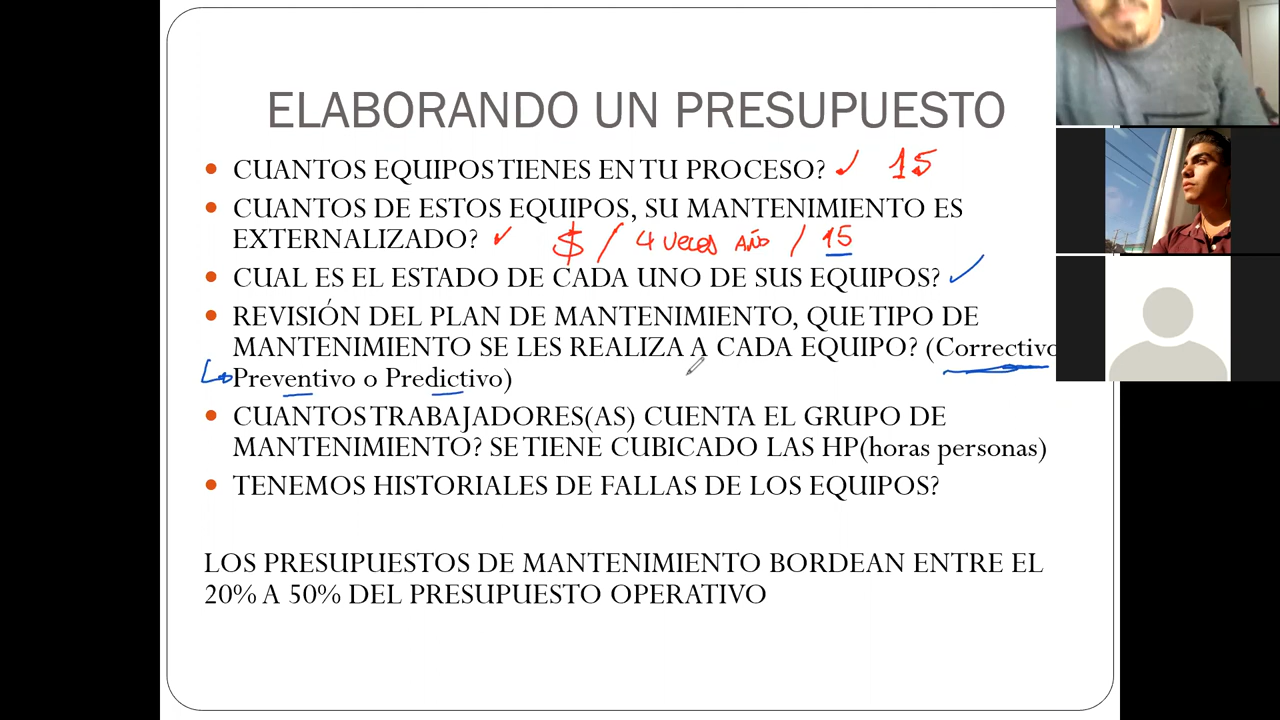 ELABORANDO UN PRESUPUESTO
• CUANTOS EQUIPOS TIENES EN TU PROCESO? ✓ 15
• CUANTOS DE ESTOS EQUIPOS, SU MANTENIMIENTO ES
EXTERNALIZADO? ✓ $ / 4 veces año / 15
• CUAL ES EL ESTADO DE CADA UNO DE SUS EQUIPOS? ✓
• REVISIÓN DEL PLAN DE MANTENIMIENTO, QUE TIPO DE
MANTENIMIENTO SE LES REALIZA A CADA EQUIPO? (Correctivo
Preventivo o Predictivo)
• CUANTOS TRABAJADORES(AS) CUENTA EL GRUPO DE
MANTENIMIENTO? SE TIENE CUBICADO LAS HP(horas personas)
• TENEMOS HISTORIALES DE FALLAS DE LOS EQUIPOS?
LOS PRESUPUESTOS DE MANTENIMIENTO BORDEAN ENTRE EL
20% A 50% DEL PRESUPUESTO OPERATIVO